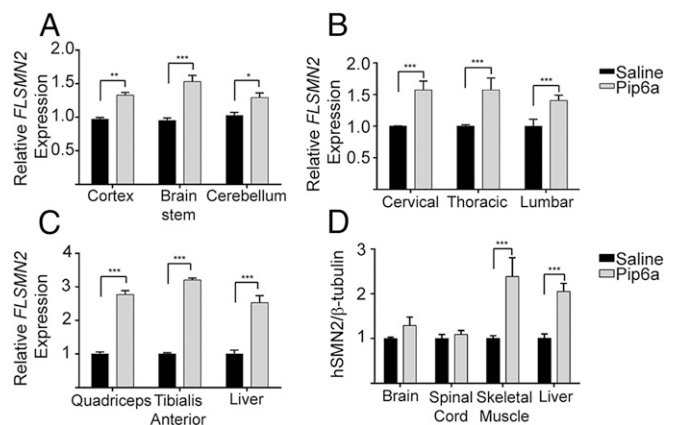 A
Relative FLSMN2
Expression
2.0
1.5
1.0
0.5
**
***
*
Cortex
Brain
stem
Cerebellum
B
Relative FLSMN2
Expression
2.0
1.5
1.0
0.5
***
***
***
Cervical
Thoracic
Lumbar
Saline
Pip6a
C
Relative FLSMN2
Expression
4
3
2
1
***
***
***
Quadriceps
Tibialis
Anterior
Liver
D
hSMN2/β-tubulin
3
2
1
***
***
Brain
Spinal
Cord
Skeletal
Muscle
Liver
Saline
Pip6a